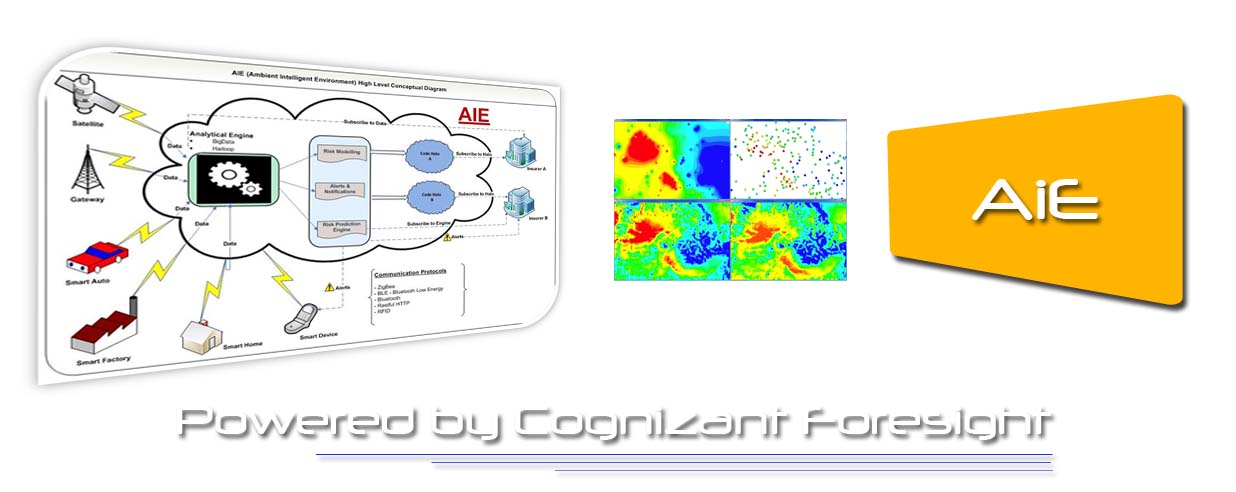 AIE (Ambient Intelligent Environment) High Level Conceptual Diagram
AIE
Satellite
Analytical Engine
BigData
Hadoop
Subscribe to Data
Data
Risk Modelling
Code Halo
A
Subscribe to Halo
Insurer A
Gateway
Data
Alerts &
Notifications
Code Halo
B
Subscribe to Halo
Insurer B
Data
Data
Data
Risk Prediction
Engine
Subscribe to Engine
Alerts
Smart Auto
Alerts
Communication Protocols
- ZigBee
- BLE - Bluetooth Low Energy
- Bluetooth
- Restful HTTP
- RFID
Smart Factory
Smart Home
Smart Device
AiE
Powered by Cognizant Foresight